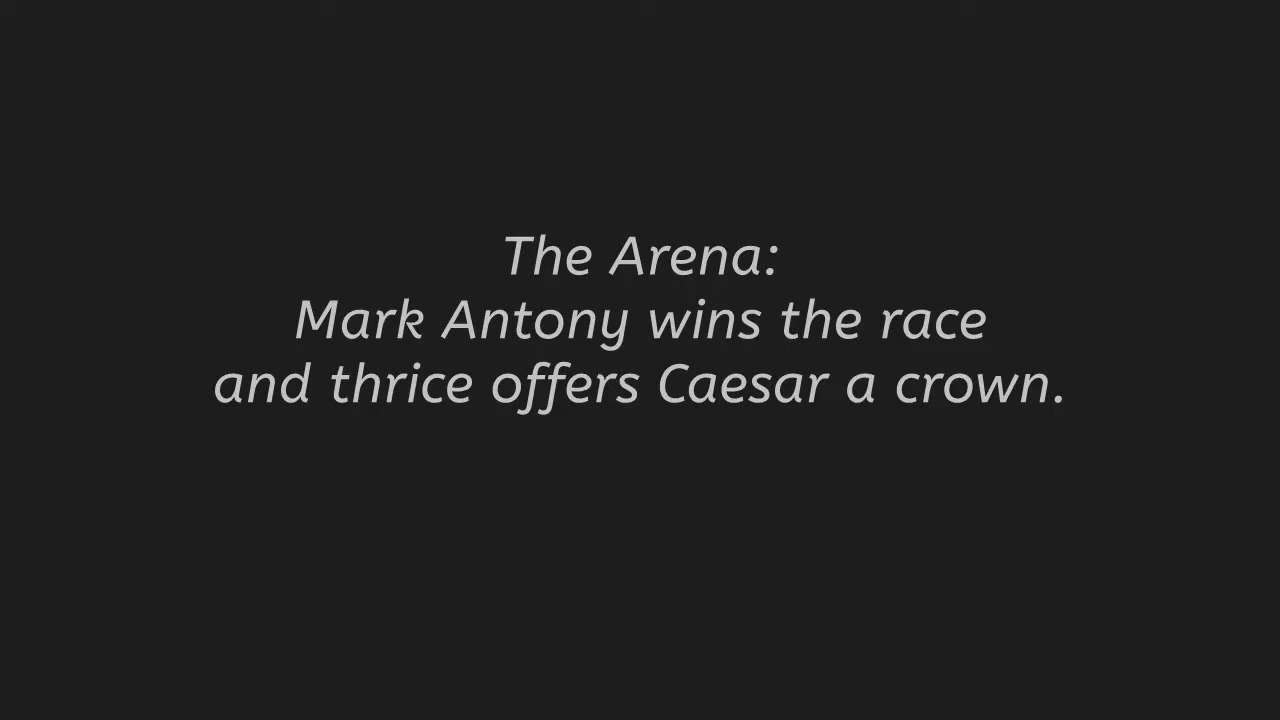 The Arena:
Mark Antony wins the race
and thrice offers Caesar a crown.